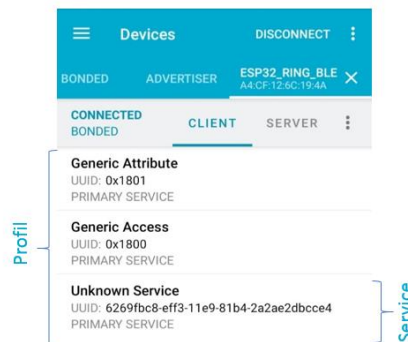 Devices
DISCONNECT
BONDED
ADVERTISER
ESP32_RING_BLE
A4:CF:12:6C:19:4A
CONNECTED
BONDED
CLIENT
SERVER
Generic Attribute
UUID: 0x1801
PRIMARY SERVICE
Generic Access
UUID: 0x1800
PRIMARY SERVICE
Unknown Service
UUID: 6269fbc8-eff3-11e9-81b4-2a2ae2dbcce4
PRIMARY SERVICE
Profil
Service